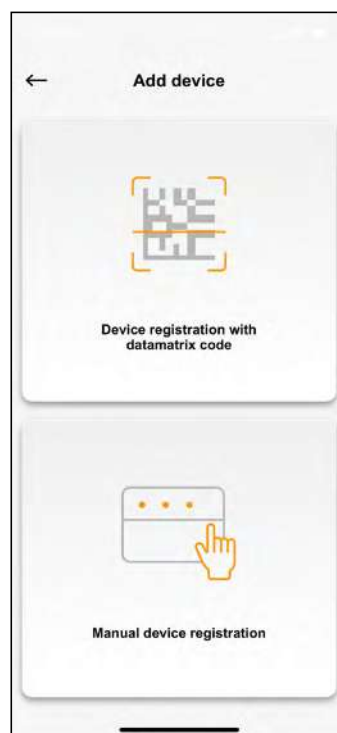 Add device
Device registration with
datamatrix code
Manual device registration